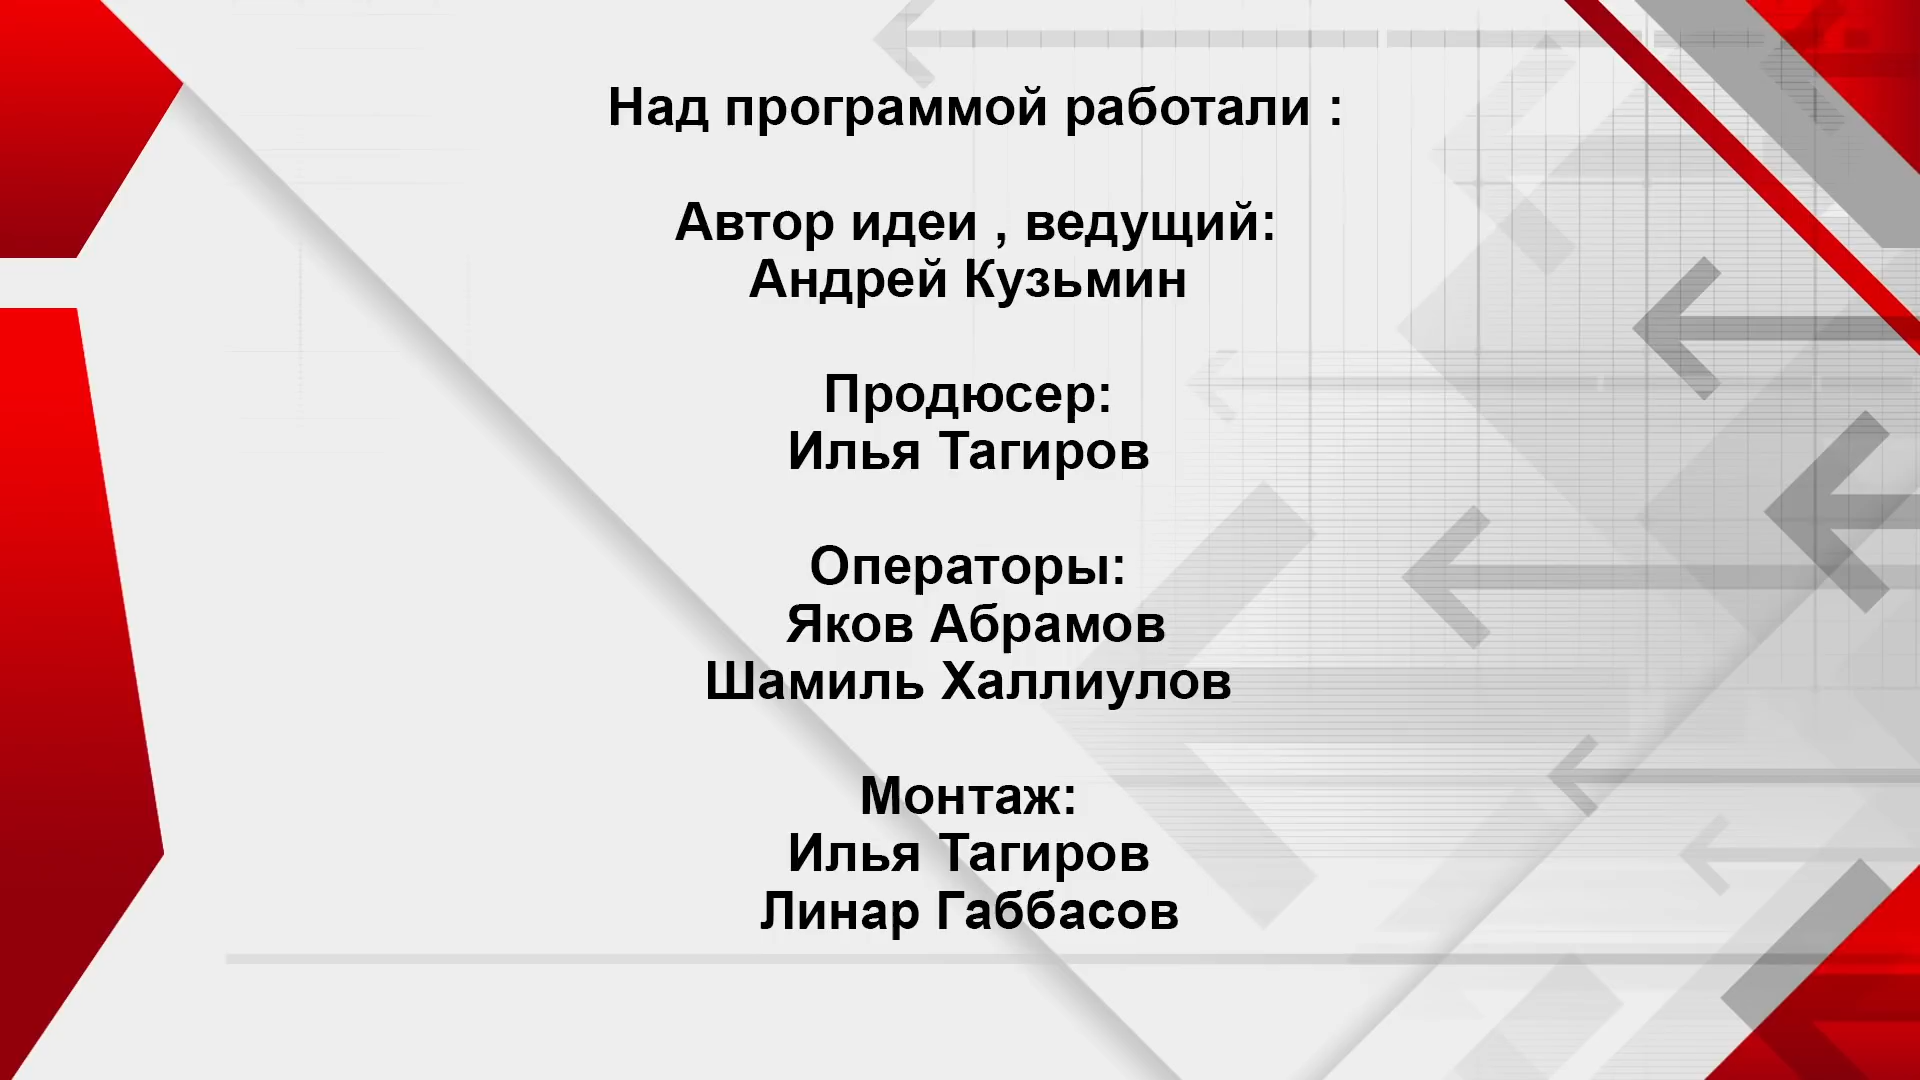 Над программой работали :
Автор идеи , ведущий:
Андрей Кузьмин
Продюсер:
Илья Тагиров
Операторы:
Яков Абрамов
Шамиль Халлиулов
Монтаж:
Илья Тагиров
Линар Габбасов